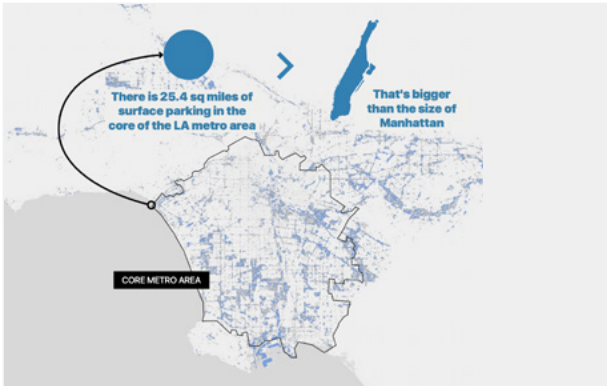 There is 25.4 sq miles of
surface parking in the
core of the LA metro area
That's bigger
than the size of
Manhattan
CORE METRO AREA